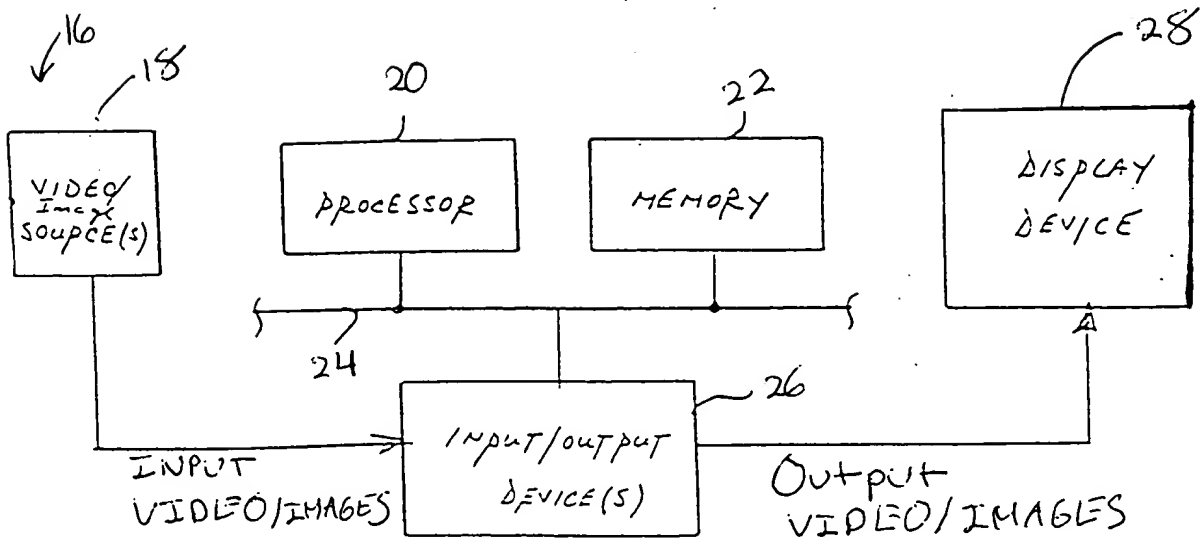 16
18
20
22
28
VIDEO/
Image
SOURCE(S)
PROCESSOR
MEMORY
DISPLAY
DEVICE
24
26
INPUT/OUTPUT
DEVICE(S)
INPUT
VIDEO/IMAGES
Output
VIDEO/IMAGES